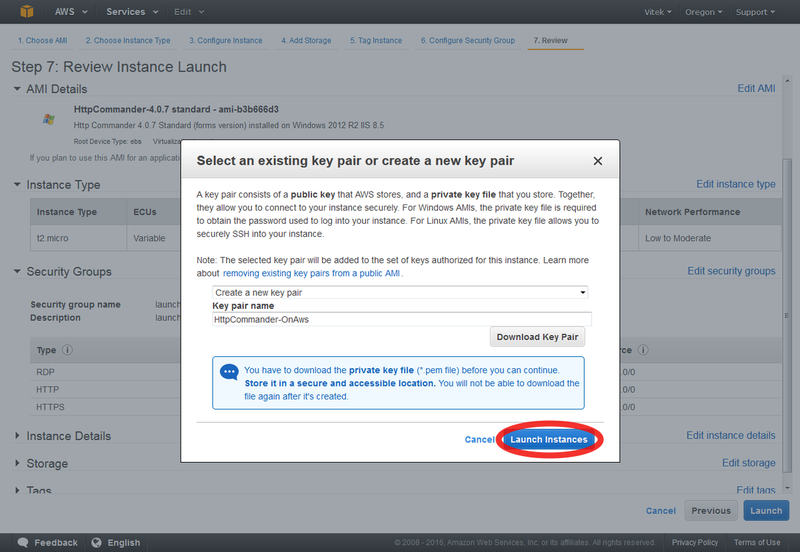 AWS Services Edit Vitek Oregon Support
1. Choose AMI 2. Choose Instance Type 3. Configure Instance 4. Add Storage 5. Tag Instance 6. Configure Security Group 7. Review
Step 7: Review Instance Launch
AMI Details Edit AMI
HttpCommander-4.0.7 standard - ami-b3b666d3
Http Commander 4.0.7 Standard (forms version) installed on Windows 2012 R2 IIS 8.5
Root Device Type: ebs
If you plan to use this AMI for an
Select an existing key pair or create a new key pair
A key pair consists of a public key that AWS stores, and a private key file that you store. Together,
they allow you to connect to your instance securely. For Windows AMIs, the private key file is required
to obtain the password used to log into your instance. For Linux AMIs, the private key file allows you to
securely SSH into your instance.
Note: The selected key pair will be added to the set of keys authorized for this instance. Learn more
about removing existing key pairs from a public AMI.
Create a new key pair
Key pair name
HttpCommander-OnAws
Download Key Pair
You have to download the private key file (*.pem file) before you can continue.
Store it in a secure and accessible location. You will not be able to download the
file again after it's created.
Cancel Launch Instances
Instance Type Edit instance type
Instance Type ECUs Network Performance
t2.micro Variable Low to Moderate
Security Groups Edit security groups
Security group name launch
Description launch
Type
RDP .0/0
HTTP .0/0
HTTPS .0/0
Instance Details Edit instance details
Storage Edit storage
Tags Edit tags
Cancel Previous Launch
Feedback English © 2008 - 2016, Amazon Web Services, Inc. or its affiliates. All rights reserved. Privacy Policy Terms of Use